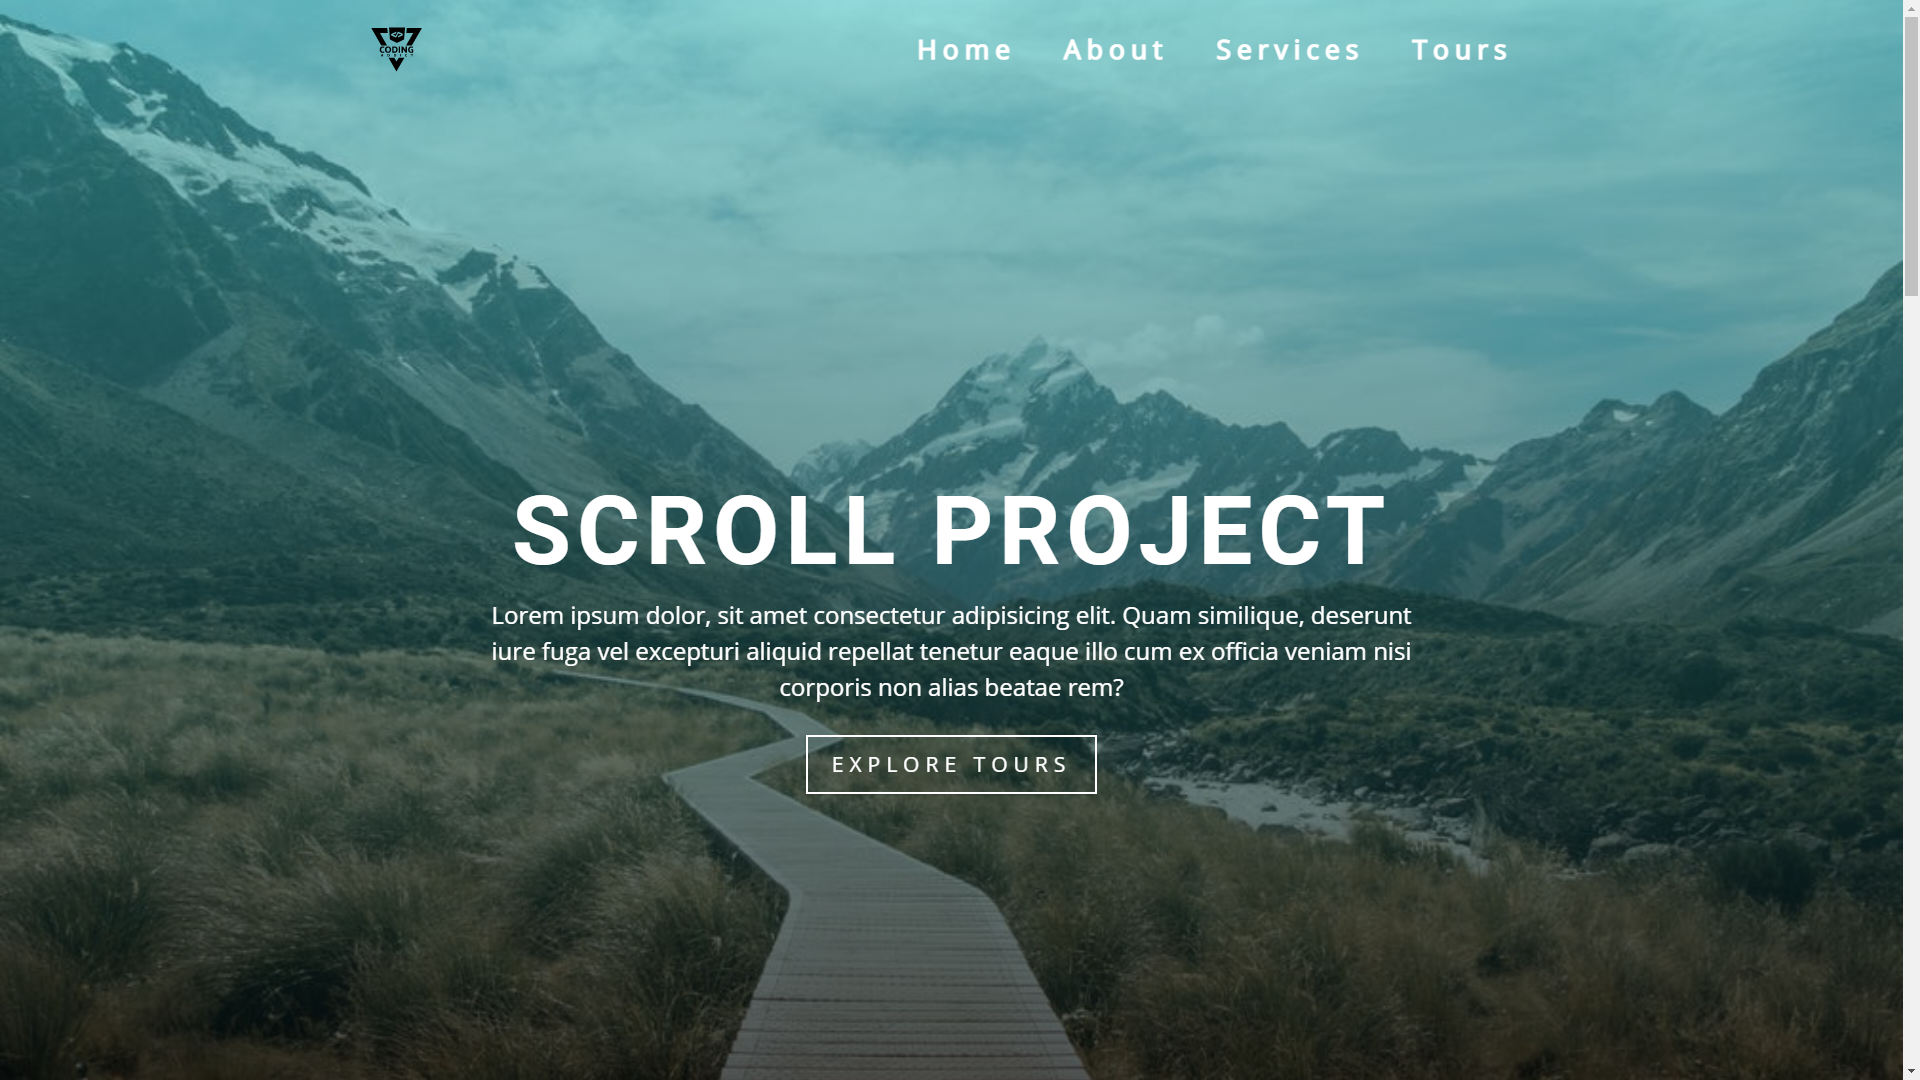 CODING
ADDICT
Home About Services Tours
SCROLL PROJECT
Lorem ipsum dolor, sit amet consectetur adipisicing elit. Quam similique, deserunt
iure fuga vel excepturi aliquid repellat tenetur eaque illo cum ex officia veniam nisi
corporis non alias beatae rem?
EXPLORE TOURS